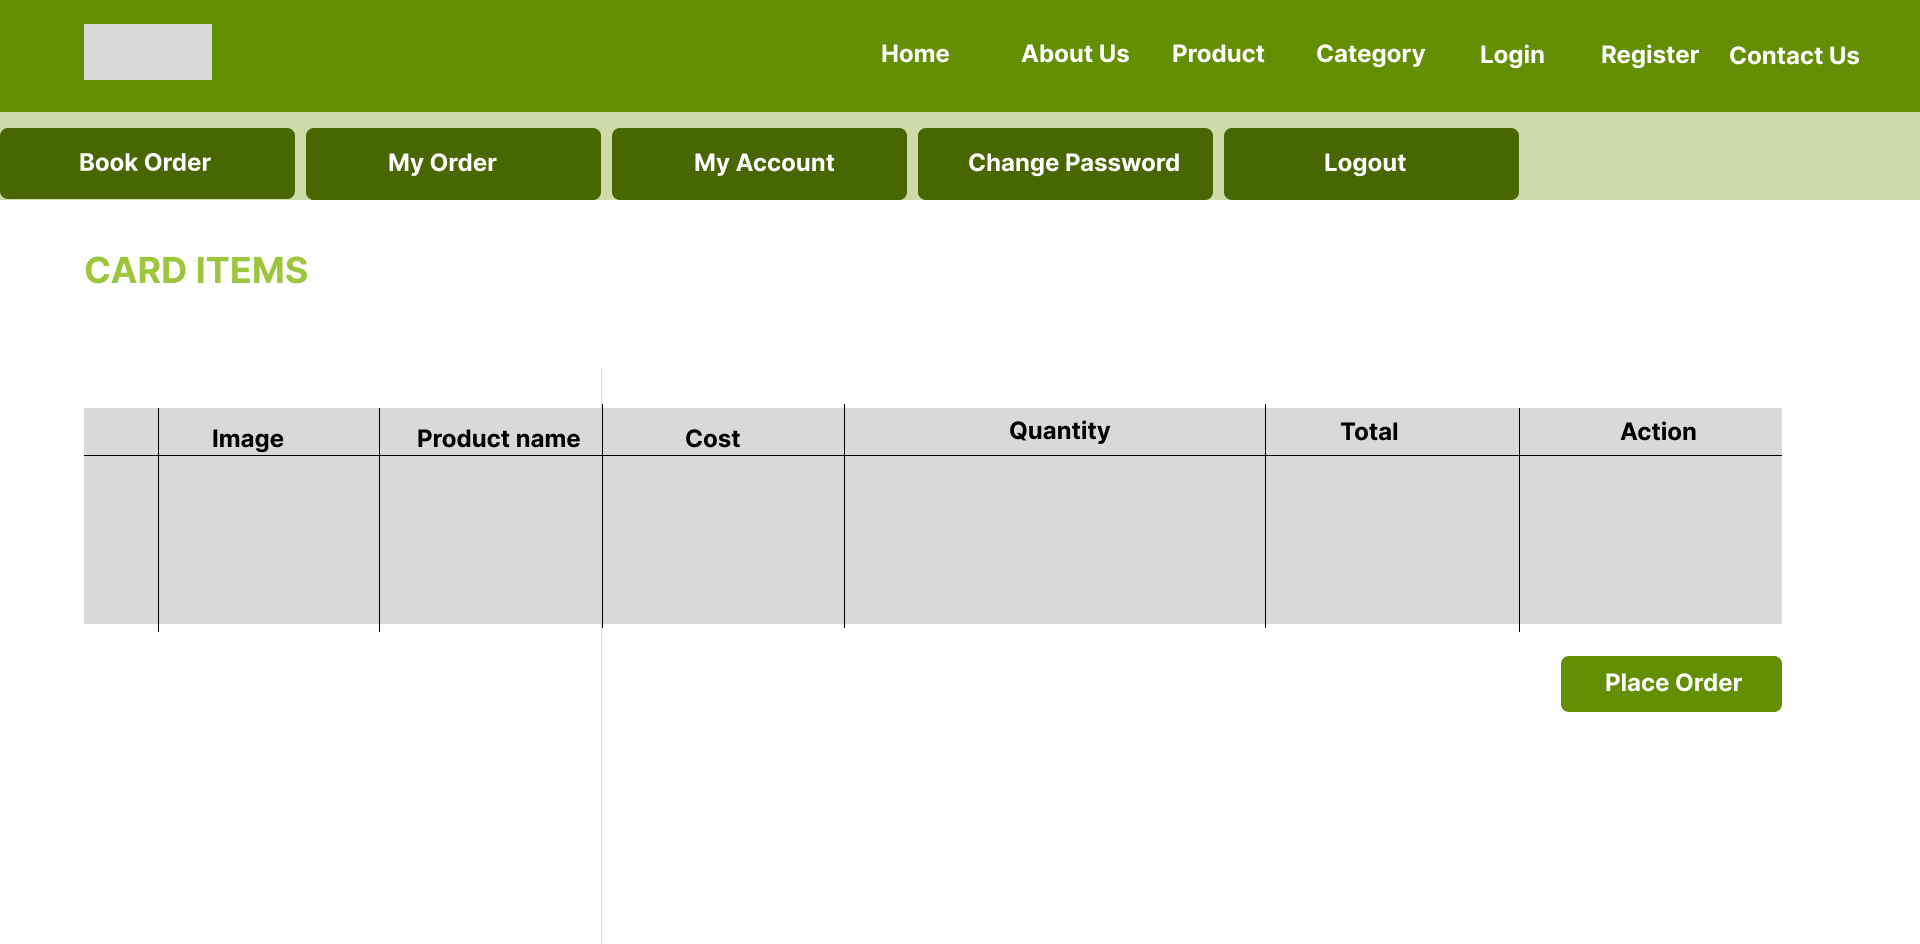 Home About Us Product Category Login Register Contact Us
Book Order My Order My Account Change Password Logout
CARD ITEMS
Image Product name Cost Quantity Total Action
Place Order